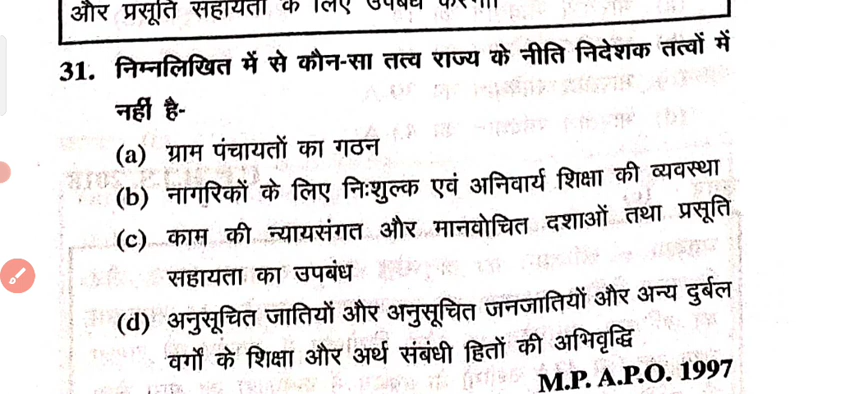 और प्रसूति सहायता के लिए उपबंध करेगा
31. निम्नलिखित में से कौन-सा तत्व राज्य के नीति निदेशक तत्वों में
नहीं है-
(a) ग्राम पंचायतों का गठन
(b) नागरिकों के लिए निःशुल्क एवं अनिवार्य शिक्षा की व्यवस्था
(c) काम की न्यायसंगत और मानवोचित दशाओं तथा प्रसूति
सहायता का उपबंध
(d) अनुसूचित जातियों और अनुसूचित जनजातियों और अन्य दुर्बल
वर्गों के शिक्षा और अर्थ संबंधी हितों की अभिवृद्धि
M.P. A.P.O. 1997